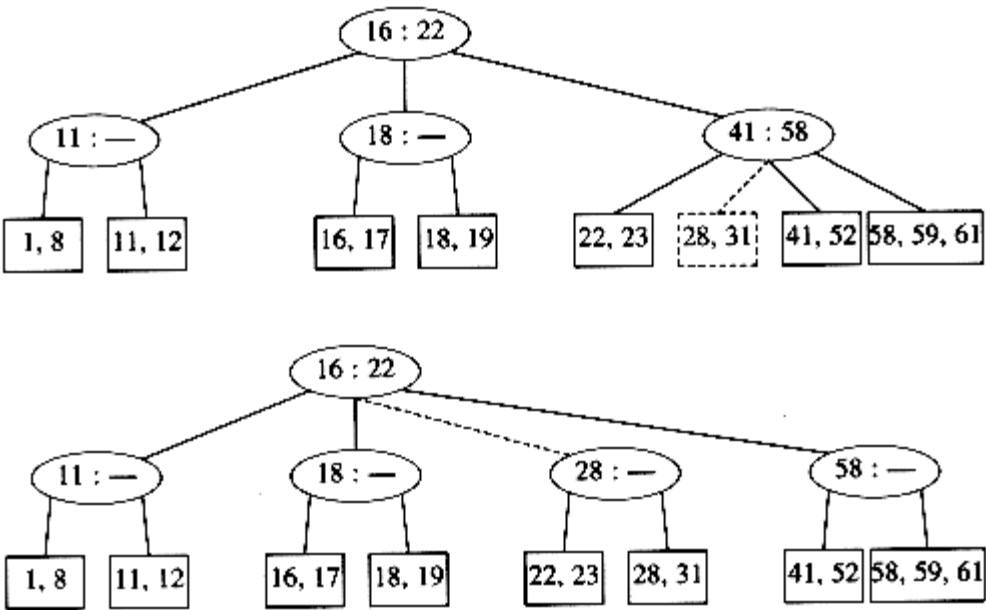 16 : 22
11 : — 18 : — 41 : 58
1, 8 11, 12 16, 17 18, 19 22, 23 28, 31 41, 52 58, 59, 61
16 : 22
11 : — 18 : — 28 : — 58 : —
1, 8 11, 12 16, 17 18, 19 22, 23 28, 31 41, 52 58, 59, 61